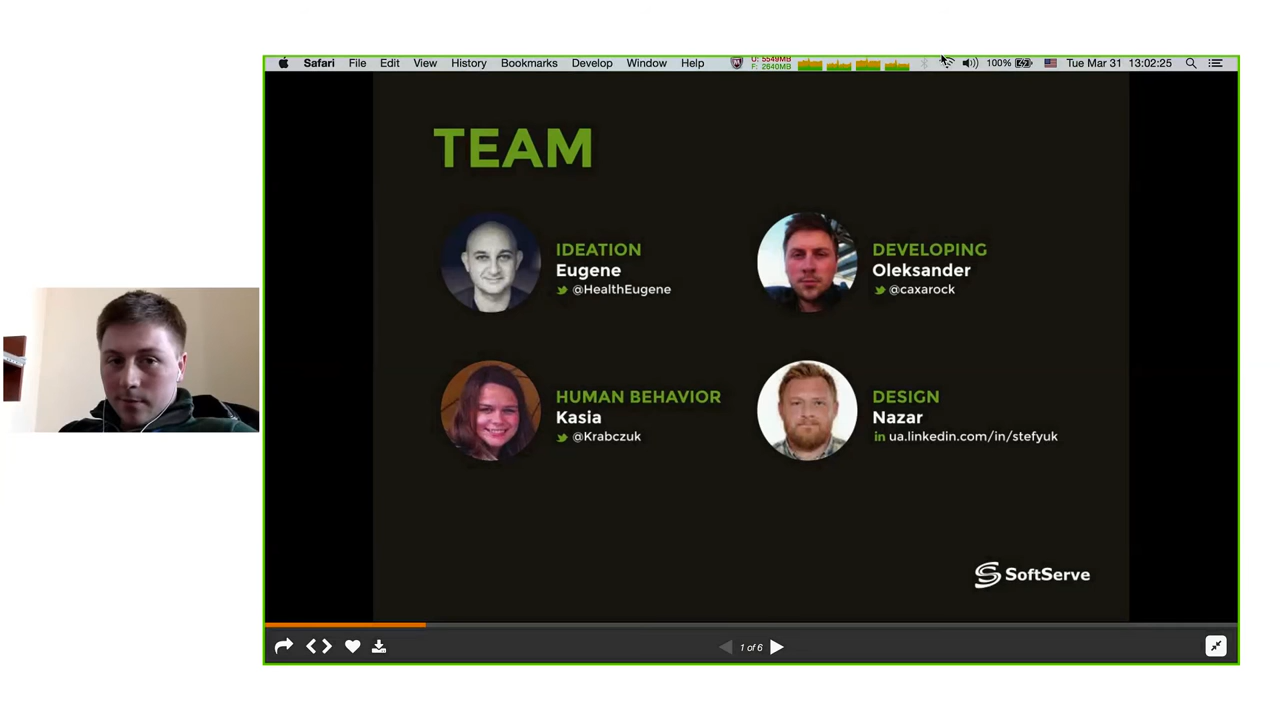 Safari File Edit View History Bookmarks Develop Window Help U: 5549MB 100% Tue Mar 31 13:02:25
F: 2640MB
TEAM
IDEATION
Eugene
@HealthEugene
DEVELOPING
Oleksander
@caxarock
HUMAN BEHAVIOR
Kasia
@Krabczuk
DESIGN
Nazar
in ua.linkedin.com/in/stefyuk
SoftServe
1 of 6